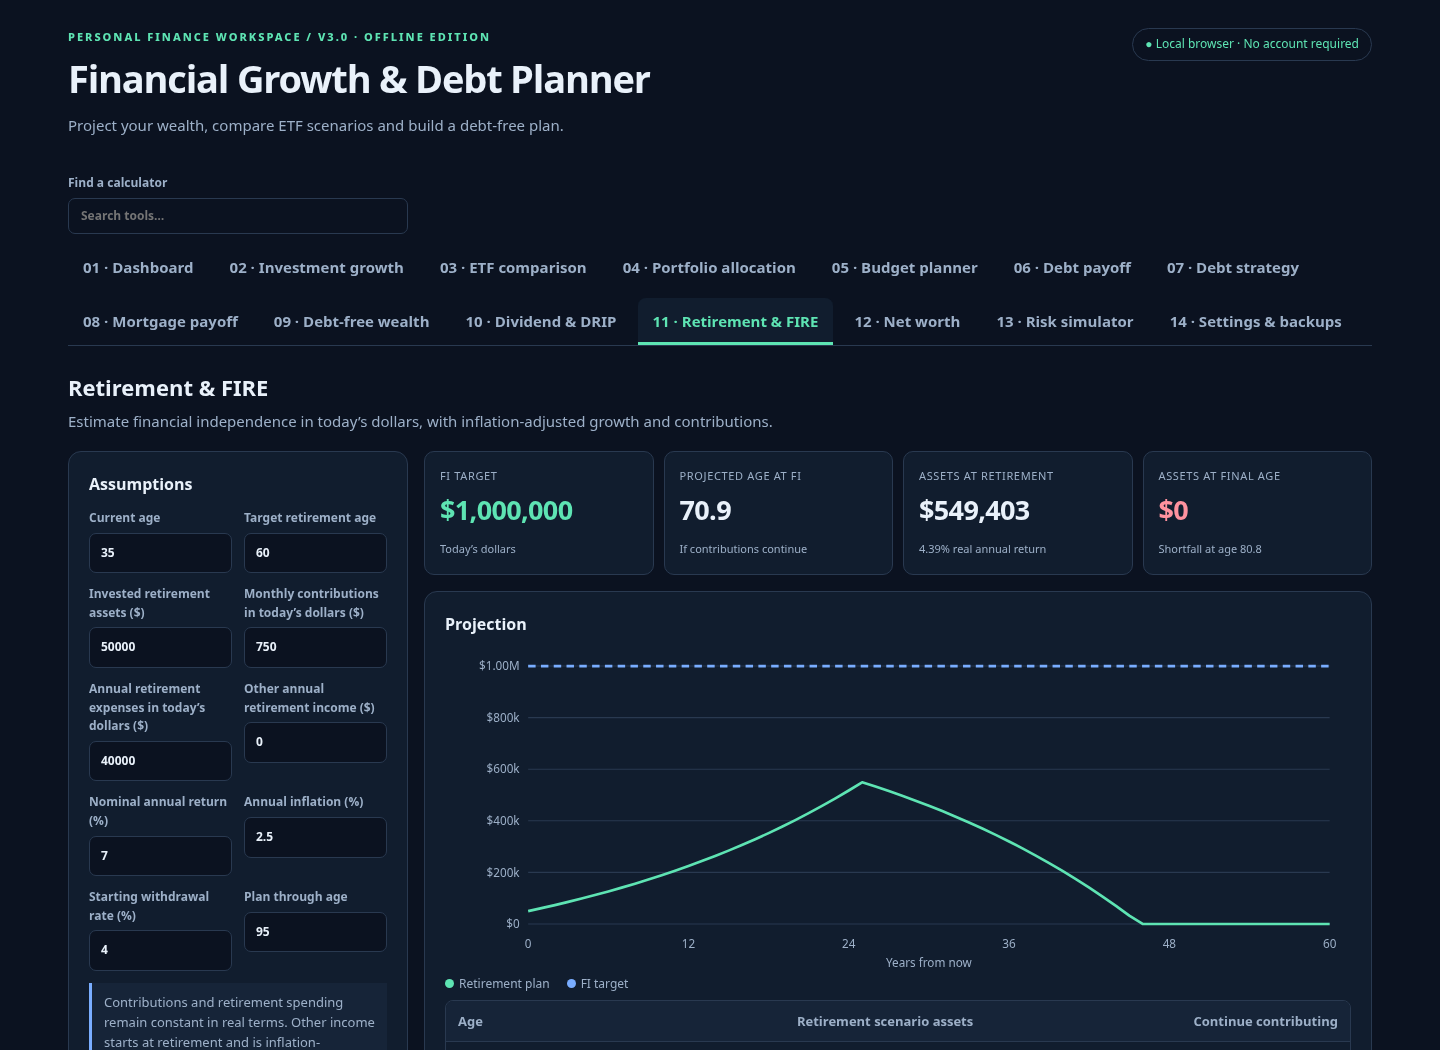 PERSONAL FINANCE WORKSPACE / V3.0 · OFFLINE EDITION
● Local browser · No account required
Financial Growth & Debt Planner
Project your wealth, compare ETF scenarios and build a debt-free plan.
Find a calculator
Search tools...
01 · Dashboard 02 · Investment growth 03 · ETF comparison 04 · Portfolio allocation 05 · Budget planner 06 · Debt payoff 07 · Debt strategy
08 · Mortgage payoff 09 · Debt-free wealth 10 · Dividend & DRIP 11 · Retirement & FIRE 12 · Net worth 13 · Risk simulator 14 · Settings & backups
Retirement & FIRE
Estimate financial independence in today’s dollars, with inflation-adjusted growth and contributions.
Assumptions
Current age
35
Target retirement age
60
Invested retirement
assets ($)
50000
Monthly contributions
in today’s dollars ($)
750
Annual retirement
expenses in today’s
dollars ($)
40000
Other annual
retirement income ($)
0
Nominal annual return
(%)
7
Annual inflation (%)
2.5
Starting withdrawal
rate (%)
4
Plan through age
95
Contributions and retirement spending
remain constant in real terms. Other income
starts at retirement and is inflation-
FI TARGET
$1,000,000
Today’s dollars
PROJECTED AGE AT FI
70.9
If contributions continue
ASSETS AT RETIREMENT
$549,403
4.39% real annual return
ASSETS AT FINAL AGE
$0
Shortfall at age 80.8
Projection
$1.00M
$800k
$600k
$400k
$200k
$0
0 12 24 36 48 60
Years from now
Retirement plan FI target
Age Retirement scenario assets Continue contributing